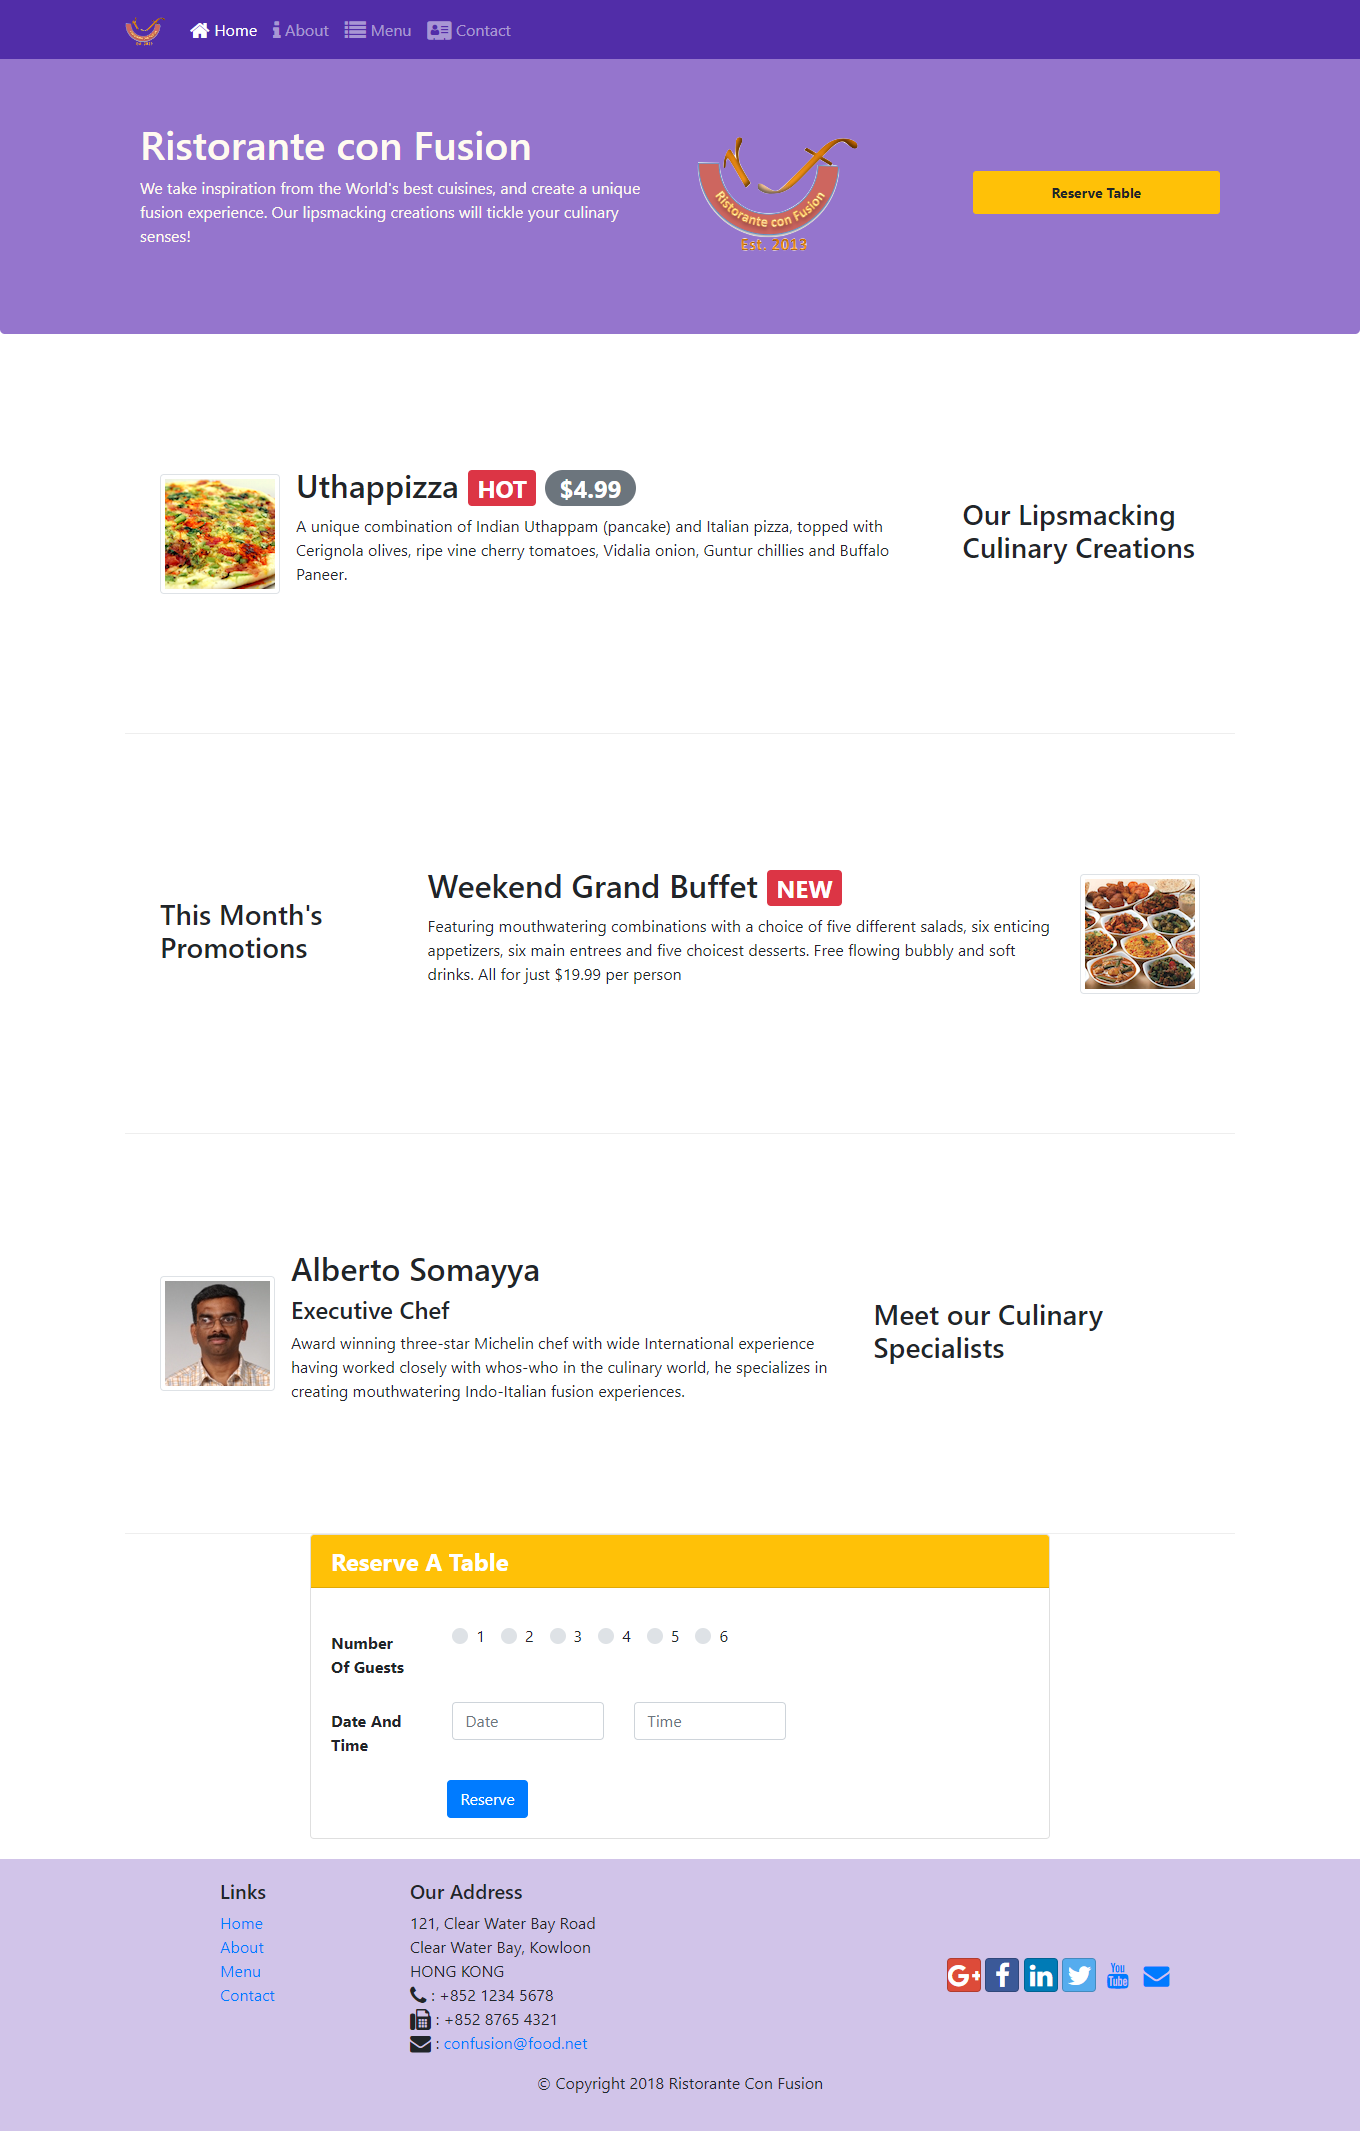 Home About Menu Contact
Ristorante con Fusion
We take inspiration from the World's best cuisines, and create a unique
fusion experience. Our lipsmacking creations will tickle your culinary
senses!
Ristorante con Fusion
Est. 2013
Reserve Table
Uthappizza HOT $4.99
A unique combination of Indian Uthappam (pancake) and Italian pizza, topped with
Cerignola olives, ripe vine cherry tomatoes, Vidalia onion, Guntur chillies and Buffalo
Paneer.
Our Lipsmacking
Culinary Creations
This Month's
Promotions
Weekend Grand Buffet NEW
Featuring mouthwatering combinations with a choice of five different salads, six enticing
appetizers, six main entrees and five choicest desserts. Free flowing bubbly and soft
drinks. All for just $19.99 per person
Alberto Somayya
Executive Chef
Award winning three-star Michelin chef with wide International experience
having worked closely with whos-who in the culinary world, he specializes in
creating mouthwatering Indo-Italian fusion experiences.
Meet our Culinary
Specialists
Reserve A Table
Number
Of Guests
1 2 3 4 5 6
Date And
Time
Date Time
Reserve
Links
Home
About
Menu
Contact
Our Address
121, Clear Water Bay Road
Clear Water Bay, Kowloon
HONG KONG
: +852 1234 5678
: +852 8765 4321
: confusion@food.net
G+ f in You Tube
© Copyright 2018 Ristorante Con Fusion